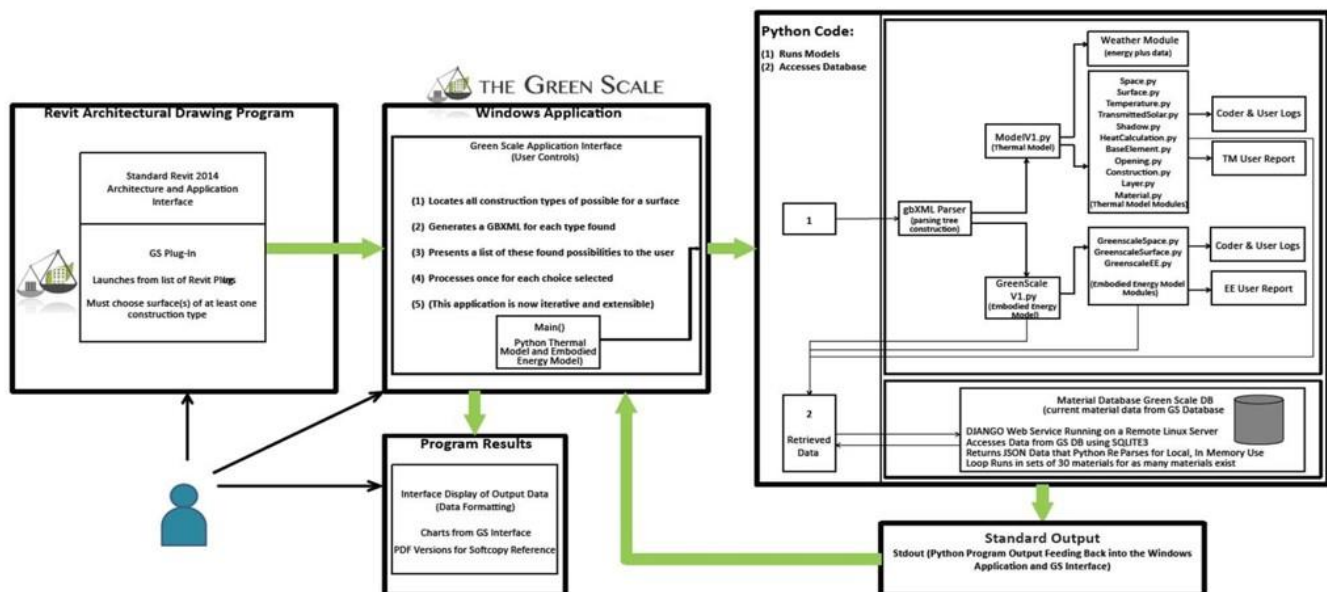 Revit Architectural Drawing Program
Standard Revit 2014
Architecture and Application
Interface
GS Plug-In
Launches from list of Revit
Must choose surface(s) of at least one
construction type
THE GREEN SCALE
Windows Application
Green Scale Application Interface
(User Controls)
(1) Locates all construction types of possible for a surface
(2) Generates a GBXML for each type found
(3) Presents a list of these found possibilities to the user
(4) Processes once for each choice selected
(5) (This application is now iterative and extensible)
Main()
Python Thermal
Model and Embodied
Energy Model)
Program Results
Interface Display of Output Data
(Data Formatting)
Charts from GS Interface
PDF Versions for Softcopy Reference
Python Code:
(1) Runs Models
(2) Accesses Database
1
gbXML Parser
(parsing tree
construction)
ModelV1.py
(Thermal Model)
GreenScale
V1.py
(Embodied Energy
Model)
Weather Module
(energy plus data)
Space.py
Surface.py
Temperature.py
TransmittedSolar.py
Shadow.py
HeatCalculation.py
BaseElement.py
Opening.py
Construction.py
Layer.py
Material.py
(Thermal Model Modules)
Coder & User Logs
TM User Report
GreenscaleSpace.py
GreenscaleSurface.py
GreenscaleEE.py
(Embodied Energy Model
Modules)
Coder & User Logs
EE User Report
2
Retrieved
Data
Material Database Green Scale DB
(current material data from GS Database
DJANGO Web Service Running on a Remote Linux Server
Accesses Data from GS DB using SQLITE3
Returns JSON Data that Python Re Parses for Local, In Memory Use
Loop Runs in sets of 30 materials for as many materials exist
Standard Output
Stdout (Python Program Output Feeding Back into the Windows
Application and GS Interface)